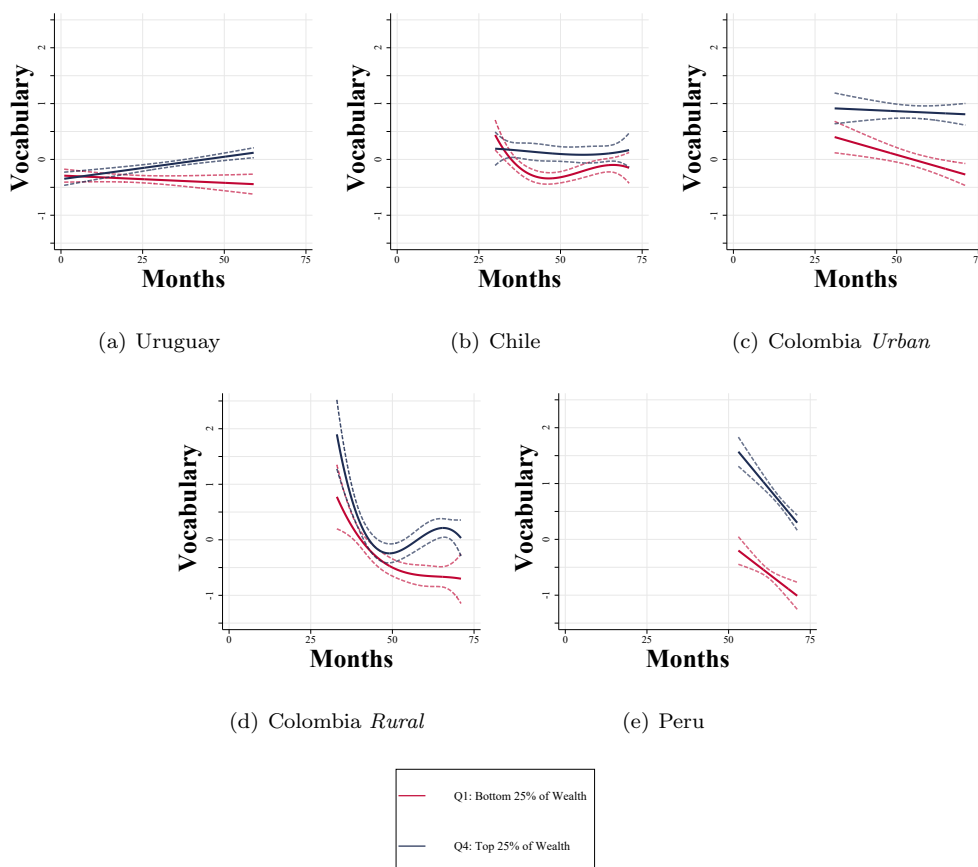 2
1
0
-1
Vocabulary
0
25
50
75
Months
(a) Uruguay
2
1
0
-1
Vocabulary
0
25
50
75
Months
(b) Chile
2
1
0
-1
Vocabulary
0
25
50
75
Months
(c) Colombia Urban
2
1
0
-1
Vocabulary
0
25
50
75
Months
(d) Colombia Rural
2
1
0
-1
Vocabulary
0
25
50
75
Months
(e) Peru
Q1: Bottom 25% of Wealth
Q4: Top 25% of Wealth